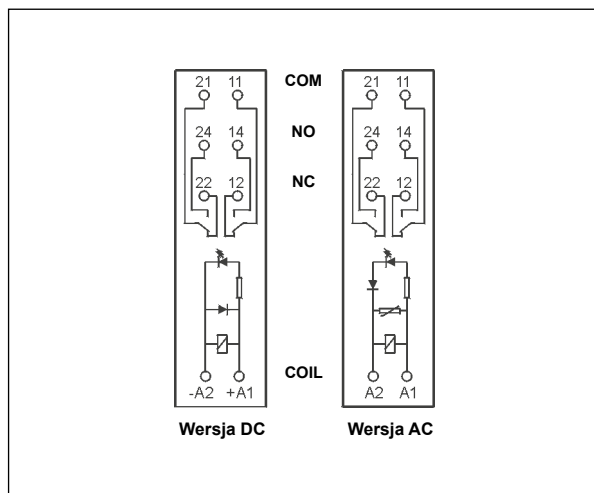 21 11 COM 21 11
24 14 NO 24 14
22 12 NC 22 12
-A2 +A1 COIL A2 A1
Wersja DC Wersja AC